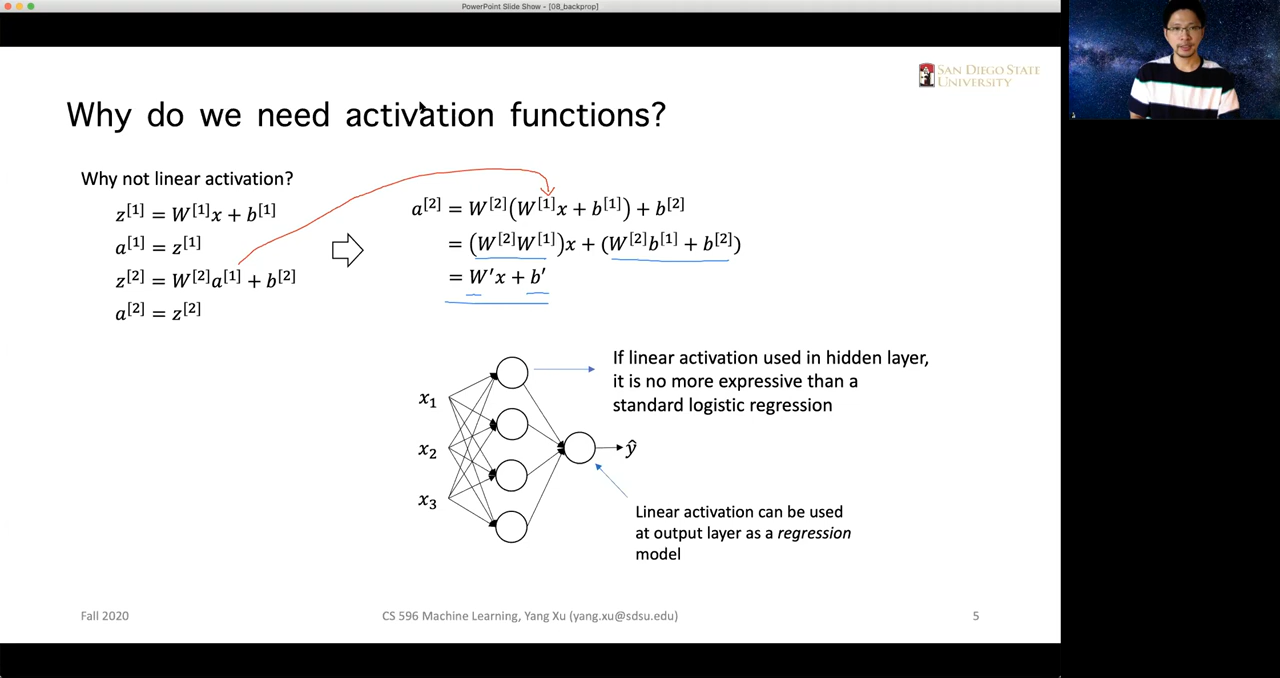 PowerPoint Slide Show - [08_backprop]
SAN DIEGO STATE
UNIVERSITY
Why do we need activation functions?
Why not linear activation?
z^[1] = W^[1]x + b^[1]
a^[1] = z^[1]
z^[2] = W^[2]a^[1] + b^[2]
a^[2] = z^[2]
a^[2] = W^[2](W^[1]x + b^[1]) + b^[2]
= (W^[2]W^[1])x + (W^[2]b^[1] + b^[2])
= W′x + b′
If linear activation used in hidden layer,
it is no more expressive than a
standard logistic regression
x₁
x₂
x₃
ŷ
Linear activation can be used
at output layer as a regression
model
Fall 2020
CS 596 Machine Learning, Yang Xu (yang.xu@sdsu.edu)
5